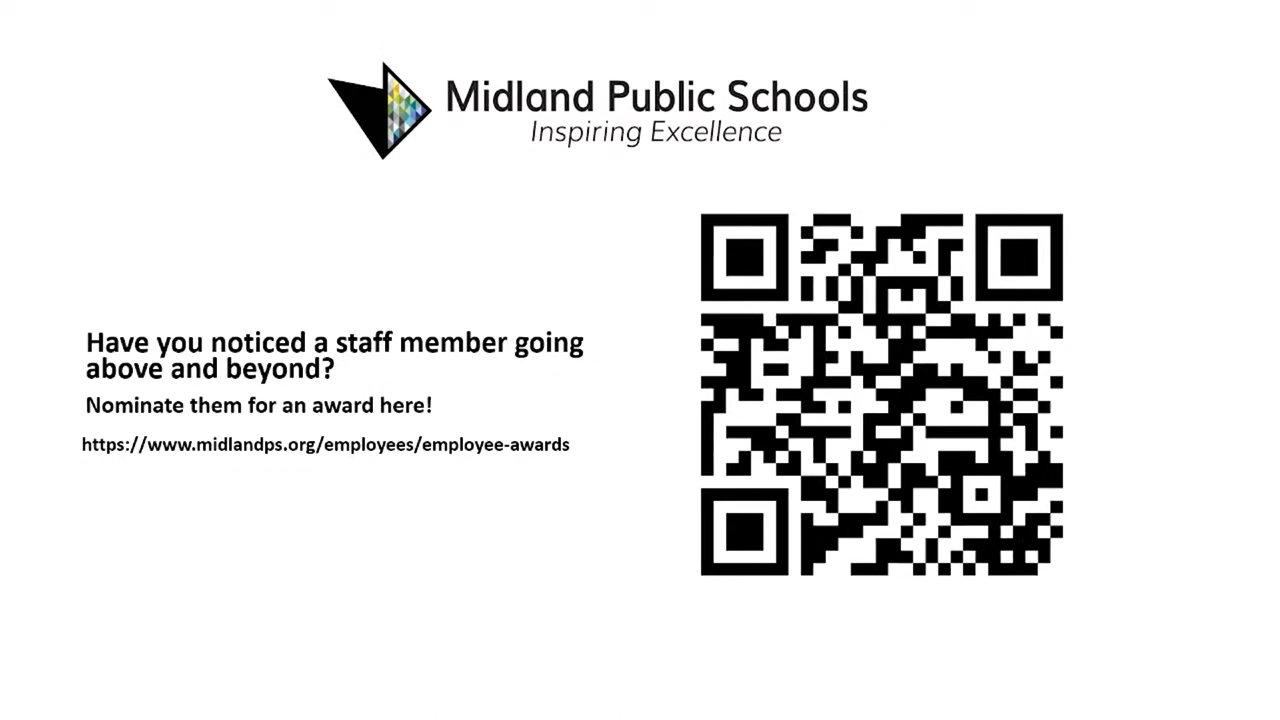 Midland Public Schools
Inspiring Excellence
Have you noticed a staff member going
above and beyond?
Nominate them for an award here!
https://www.midlandps.org/employees/employee-awards